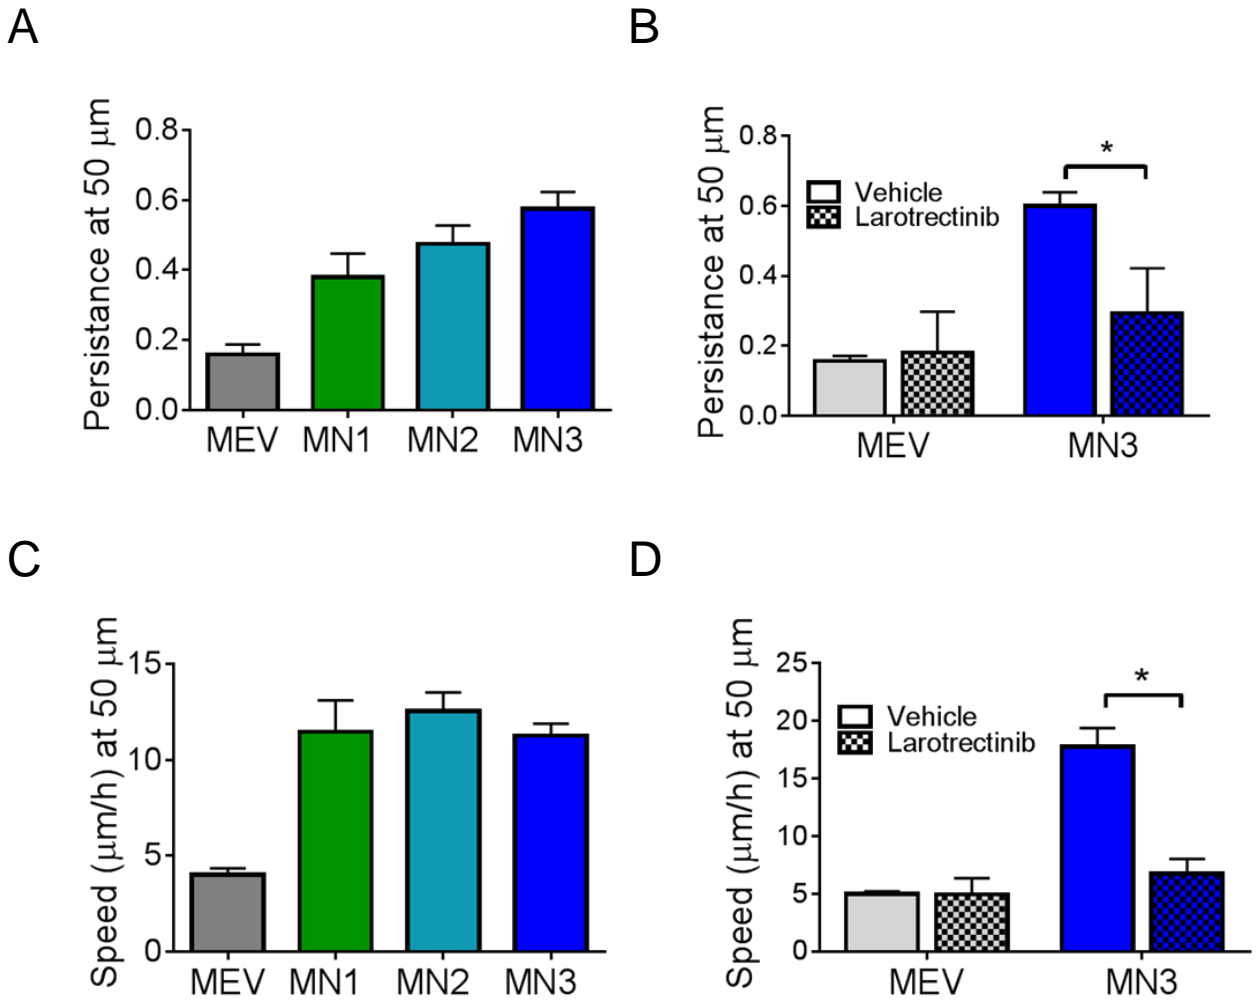 A
Persistance at 50 µm
0.8
0.6
0.4
0.2
0.0
MEV MN1 MN2 MN3
B
Persistance at 50 µm
0.8
0.6
0.4
0.2
0.0
Vehicle
Larotrectinib
*
MEV MN3
C
Speed (µm/h) at 50 µm
15
10
5
0
MEV MN1 MN2 MN3
D
Speed (µm/h) at 50 µm
25
20
15
10
5
0
Vehicle
Larotrectinib
*
MEV MN3